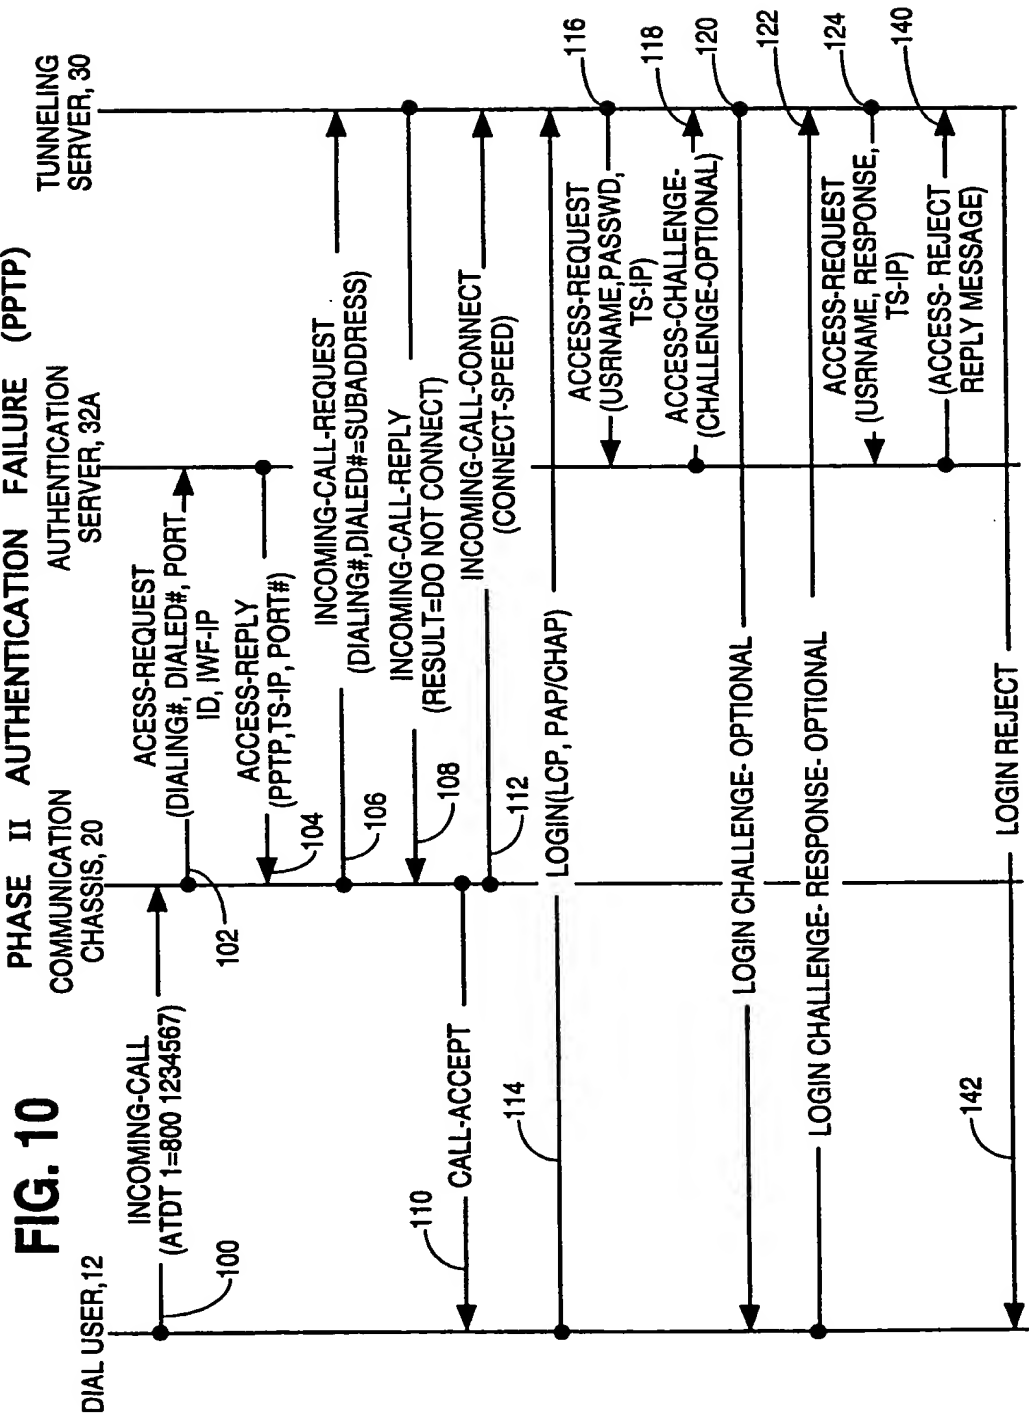 FIG. 10
PHASE II AUTHENTICATION FAILURE (PPTP)
DIAL USER,12
COMMUNICATION
CHASSIS, 20
AUTHENTICATION
SERVER, 32A
TUNNELING
SERVER, 30
INCOMING-CALL
(ATDT 1=800 1234567)
100
ACESS-REQUEST
(DIALING#, DIALED#, PORT
ID, IWF-IP
102
ACCESS-REPLY
(PPTP,TS-IP, PORT#)
104
INCOMING-CALL-REQUEST
(DIALING#,DIALED#=SUBADDRESS)
106
INCOMING-CALL-REPLY
(RESULT=DO NOT CONNECT)
108
CALL-ACCEPT
110
INCOMING-CALL-CONNECT
(CONNECT-SPEED)
112
LOGIN(LCP, PAP/CHAP)
114
ACCESS-REQUEST
(USRNAME,PASSWD,
TS-IP)
116
ACCESS-CHALLENGE-
(CHALLENGE-OPTIONAL)
118
LOGIN CHALLENGE- OPTIONAL
120
LOGIN CHALLENGE- RESPONSE- OPTIONAL
122
ACCESS-REQUEST
(USRNAME, RESPONSE,
TS-IP)
124
(ACCESS- REJECT
REPLY MESSAGE)
140
LOGIN REJECT
142